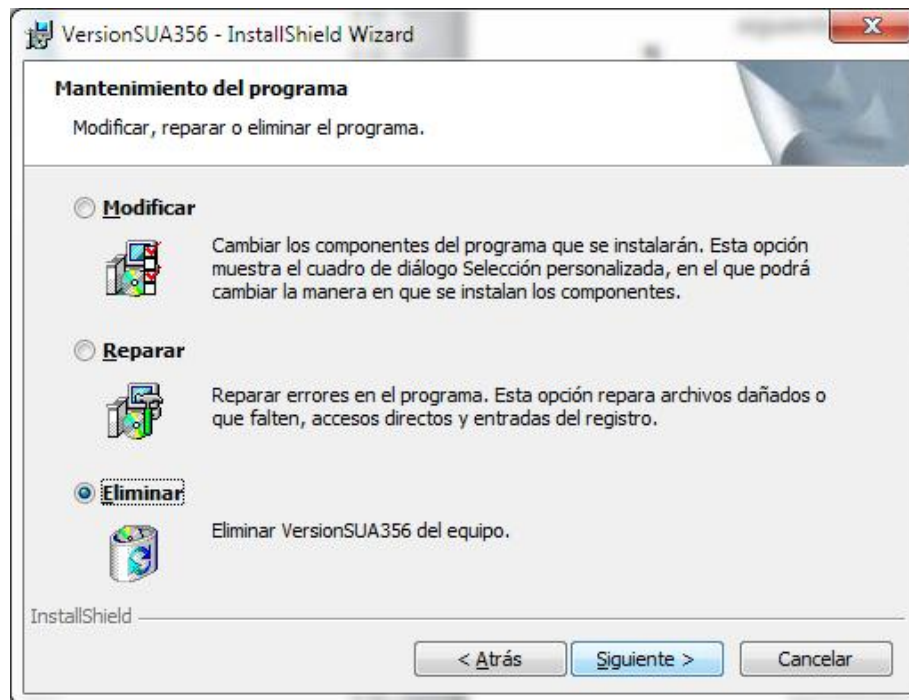 VersionSUA356 - InstallShield Wizard
Mantenimiento del programa
Modificar, reparar o eliminar el programa.
Modificar
Cambiar los componentes del programa que se instalarán. Esta opción
muestra el cuadro de diálogo Selección personalizada, en el que podrá
cambiar la manera en que se instalan los componentes.
Reparar
Reparar errores en el programa. Esta opción repara archivos dañados o
que falten, accesos directos y entradas del registro.
Eliminar
Eliminar VersionSUA356 del equipo.
InstallShield
< Atrás
Siguiente >
Cancelar